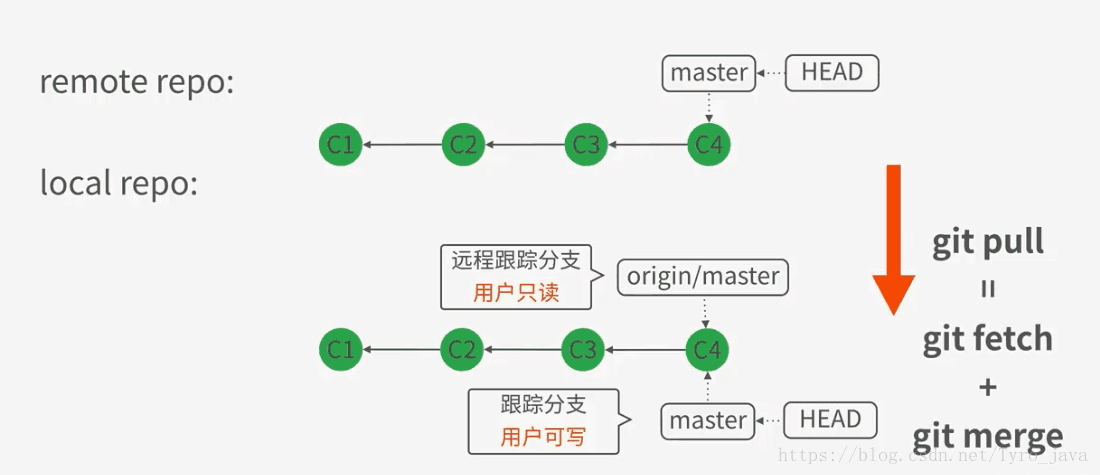 remote repo:
master
HEAD
C1
C2
C3
C4
local repo:
git pull
=
git fetch
+
git merge
远程跟踪分支
用户只读
origin/master
C1
C2
C3
C4
跟踪分支
用户可写
master
HEAD
https://blog.csdn.net/fyro_java